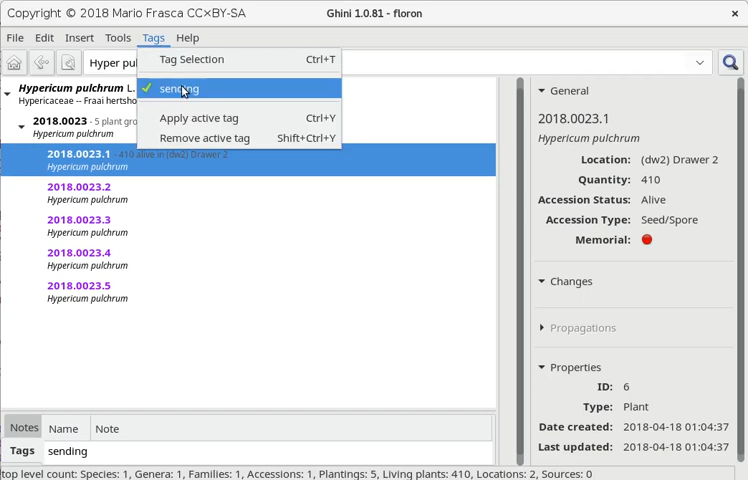 Copyright © 2018 Mario Frasca CC×BY-SA
Ghini 1.0.81 - floron
File Edit Insert Tools Tags Help
Hyper pul
Tag Selection Ctrl+T
sending
Apply active tag Ctrl+Y
Remove active tag Shift+Ctrl+Y
Hypericum pulchrum L.
Hypericaceae -- Fraai hertsho
2018.0023 - 5 plant gro
Hypericum pulchrum
2018.0023.1 - 410 alive in (dw2) Drawer 2
Hypericum pulchrum
2018.0023.2
Hypericum pulchrum
2018.0023.3
Hypericum pulchrum
2018.0023.4
Hypericum pulchrum
2018.0023.5
Hypericum pulchrum
General
2018.0023.1
Hypericum pulchrum
Location: (dw2) Drawer 2
Quantity: 410
Accession Status: Alive
Accession Type: Seed/Spore
Memorial:
Changes
Propagations
Properties
ID: 6
Type: Plant
Date created: 2018-04-18 01:04:37
Last updated: 2018-04-18 01:04:37
Notes Name Note
Tags sending
top level count: Species: 1, Genera: 1, Families: 1, Accessions: 1, Plantings: 5, Living plants: 410, Locations: 2, Sources: 0